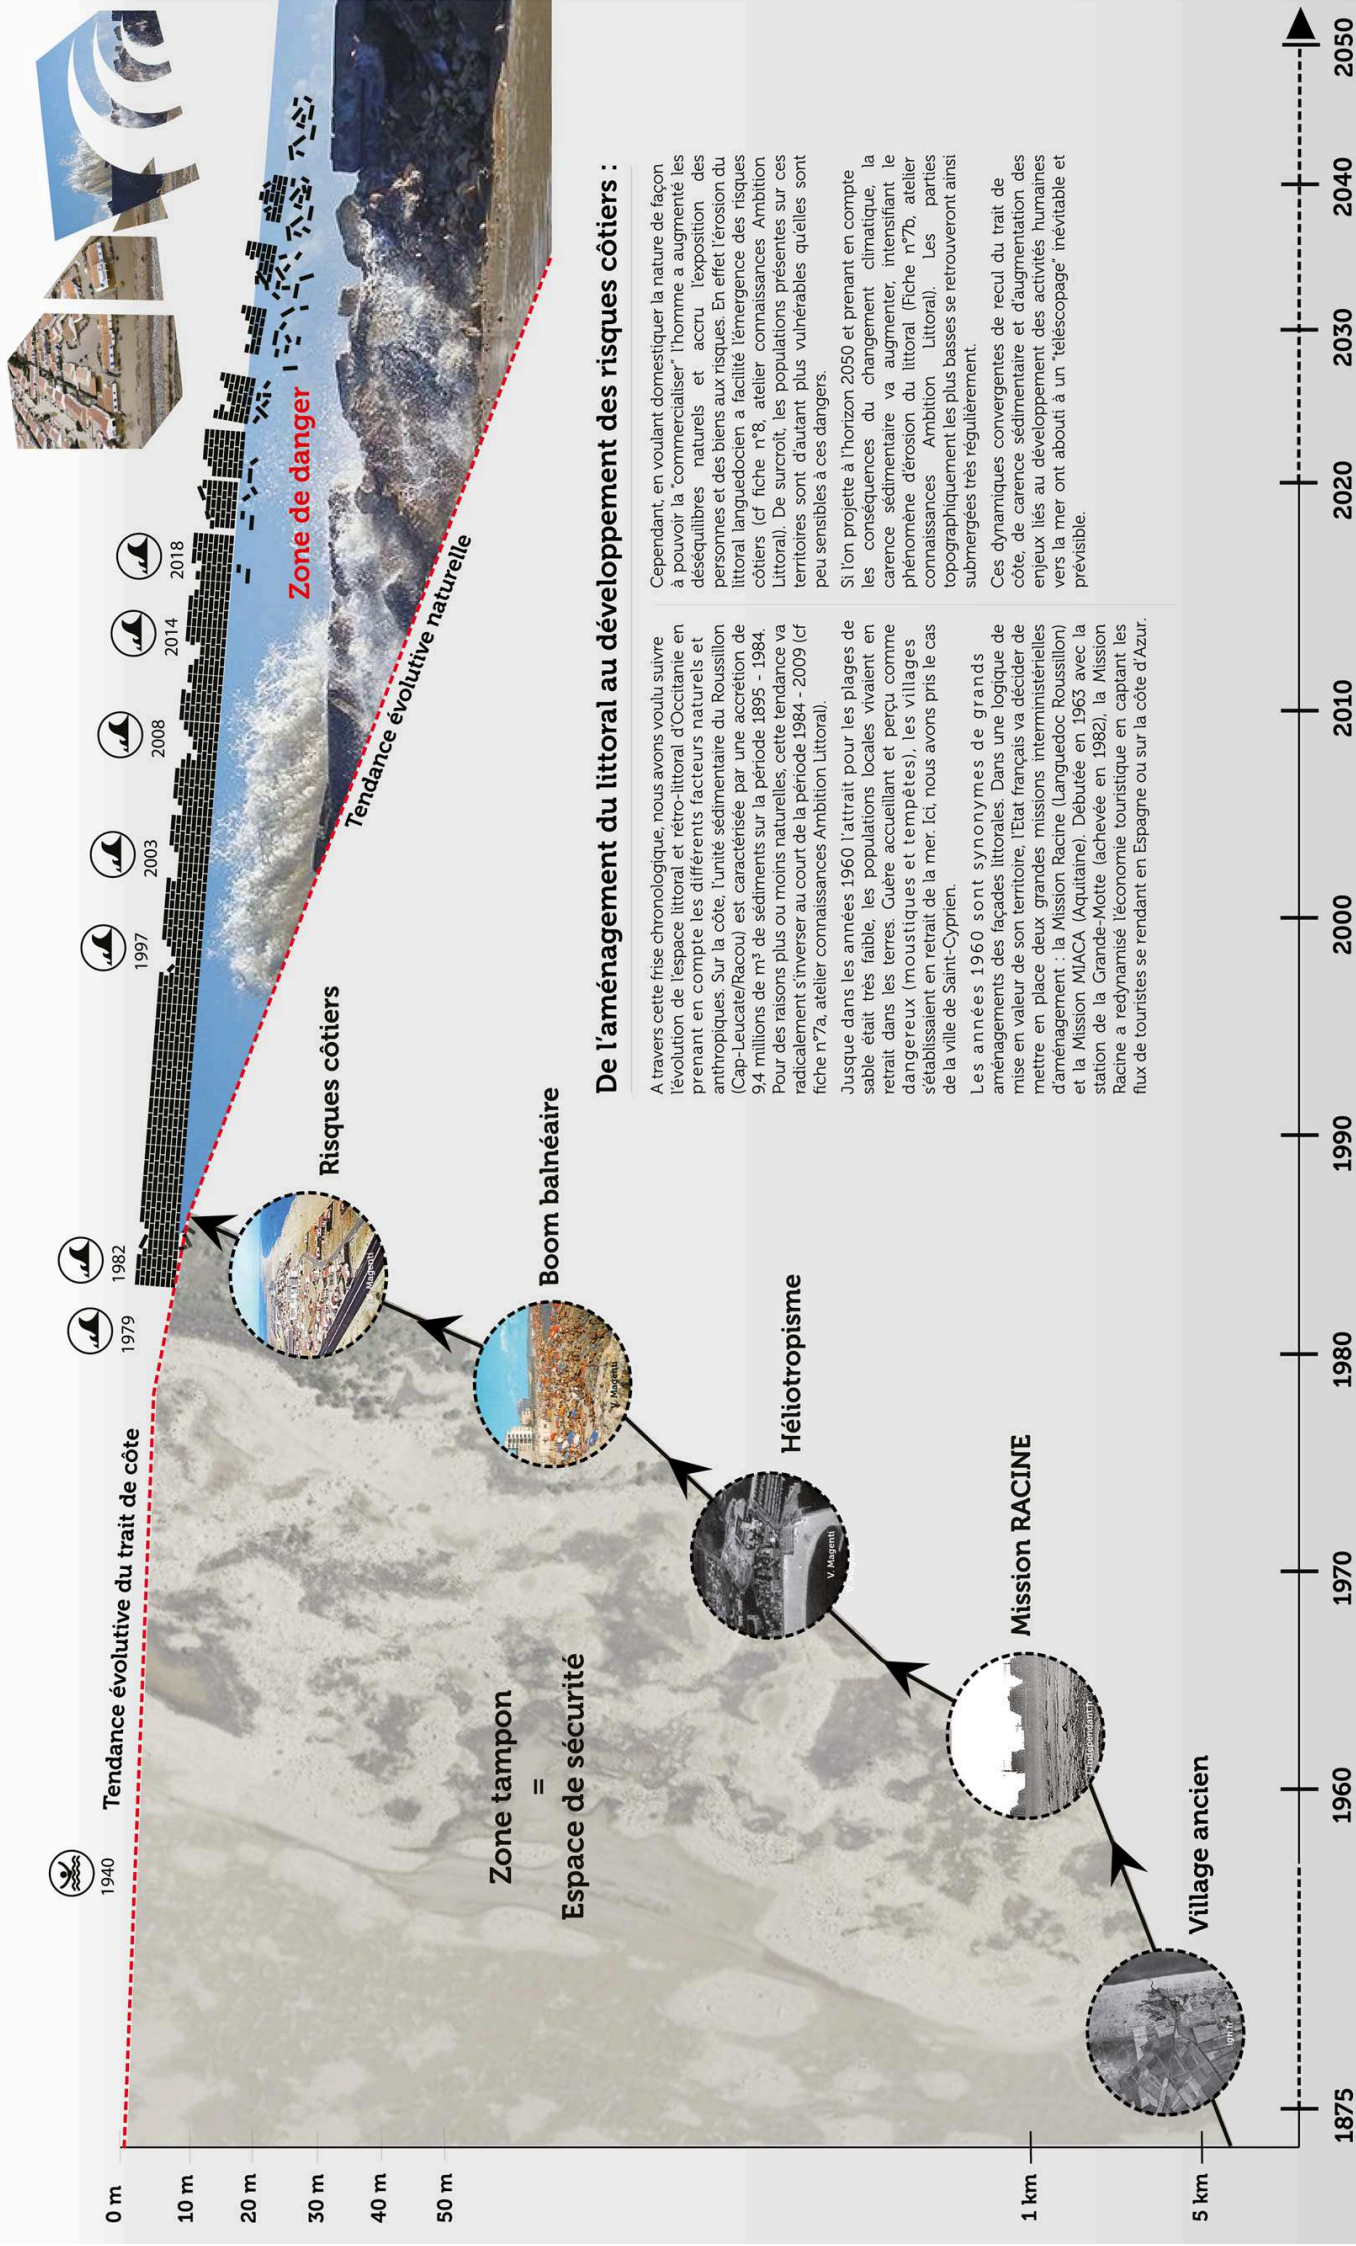 1940
1979
1982
1997
2003
2008
2014
2018
Tendance évolutive du trait de côte
Zone de danger
Tendance évolutive naturelle
Zone tampon
=
Espace de sécurité
Risques côtiers
Boom balnéaire
Héliotropisme
Mission RACINE
Village ancien
V. Magenti
V. Magenti
V. Magenti
l'indépendant.fr
ign.fr
De l'aménagement du littoral au développement des risques côtiers :
A travers cette frise chronologique, nous avons voulu suivre
l'évolution de l'espace littoral et rétro-littoral d'Occitanie en
prenant en compte les différents facteurs naturels et
anthropiques. Sur la côte, l'unité sédimentaire du Roussillon
(Cap-Leucate/Racou) est caractérisée par une accrétion de
9,4 millions de m³ de sédiments sur la période 1895 - 1984.
Pour des raisons plus ou moins naturelles, cette tendance va
radicalement s'inverser au court de la période 1984 - 2009 (cf
fiche n°7a, atelier connaissances Ambition Littoral).
Jusque dans les années 1960 l'attrait pour les plages de
sable était très faible, les populations locales vivaient en
retrait dans les terres. Guère accueillant et perçu comme
dangereux (moustiques et tempêtes), les villages
s'établissaient en retrait de la mer. Ici, nous avons pris le cas
de la ville de Saint-Cyprien.
Les années 1960 sont synonymes de grands
aménagements des façades littorales. Dans une logique de
mise en valeur de son territoire, l'Etat français va décider de
mettre en place deux grandes missions interministérielles
d'aménagement : la Mission Racine (Languedoc Roussillon)
et la Mission MIACA (Aquitaine). Débutée en 1963 avec la
station de la Grande-Motte (achevée en 1982), la Mission
Racine a redynamisé l'économie touristique en captant les
flux de touristes se rendant en Espagne ou sur la côte d'Azur.
Cependant, en voulant domestiquer la nature de façon
à pouvoir la "commercialiser" l'homme a augmenté les
déséquilibres naturels et accru l'exposition des
personnes et des biens aux risques. En effet l'érosion du
littoral languedocien a facilité l'émergence des risques
côtiers (cf fiche n°8, atelier connaissances Ambition
Littoral). De surcroît, les populations présentes sur ces
territoires sont d'autant plus vulnérables qu'elles sont
peu sensibles à ces dangers.
Si l'on projette à l'horizon 2050 et prenant en compte
les conséquences du changement climatique, la
carence sédimentaire va augmenter, intensifiant le
phénomène d'érosion du littoral (Fiche n°7b, atelier
connaissances Ambition Littoral). Les parties
topographiquement les plus basses se retrouveront ainsi
submergées très régulièrement.
Ces dynamiques convergentes de recul du trait de
côte, de carence sédimentaire et d'augmentation des
enjeux liés au développement des activités humaines
vers la mer ont abouti à un "téléscopage" inévitable et
prévisible.
0 m
10 m
20 m
30 m
40 m
50 m
1 km
5 km
1875
1960
1970
1980
1990
2000
2010
2020
2030
2040
2050